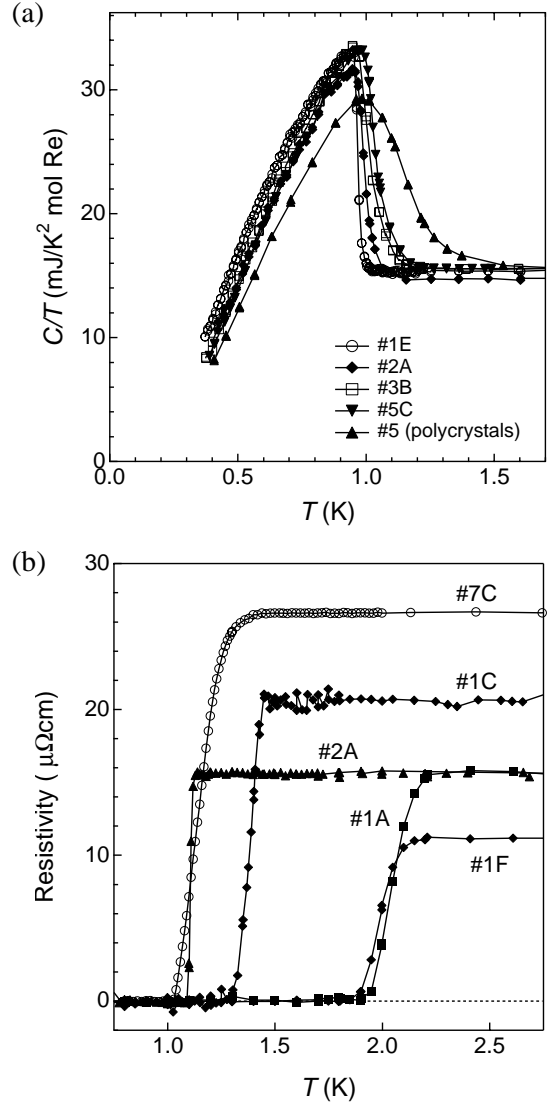 (a)
C/T (mJ/K² mol Re)
30
20
10
0
#1E
#2A
#3B
#5C
#5 (polycrystals)
0.0 0.5 1.0 1.5
T (K)
(b)
Resistivity ( μΩcm)
30
20
10
0
#7C
#1C
#2A
#1A
#1F
1.0 1.5 2.0 2.5
T (K)